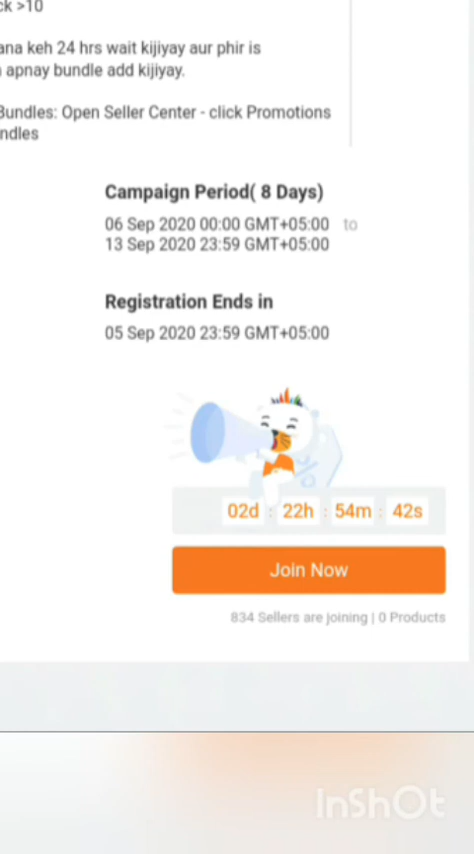 >10
keh 24 hrs wait kijiyay aur phir is
apnay bundle add kijiyay.
Bundles: Open Seller Center - click Promotions
Campaign Period( 8 Days)
06 Sep 2020 00:00 GMT+05:00 to
13 Sep 2020 23:59 GMT+05:00
Registration Ends in
05 Sep 2020 23:59 GMT+05:00
02d : 22h : 54m : 42s
Join Now
834 Sellers are joining | 0 Products
InShOt